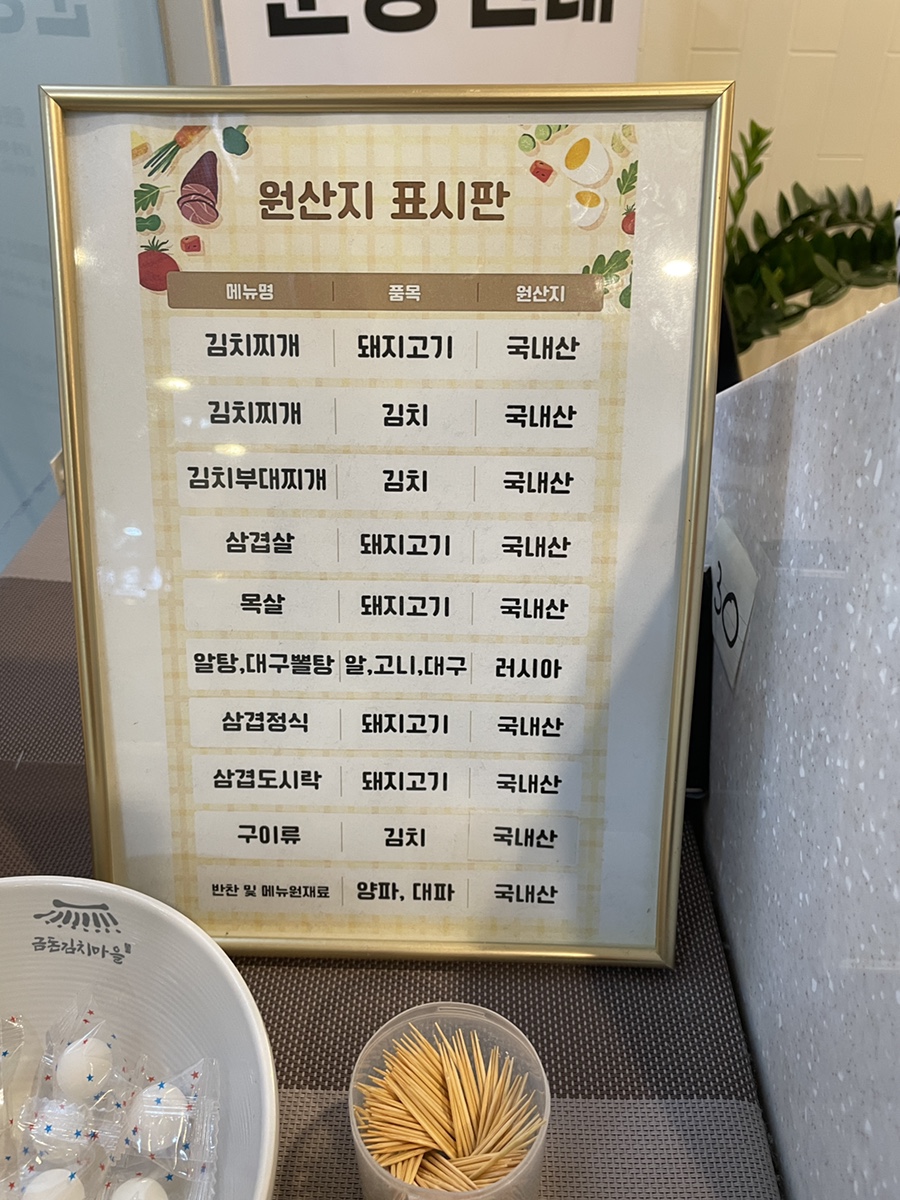 원산지 표시판
메뉴명 품목 원산지
김치찌개 돼지고기 국내산
김치찌개 김치 국내산
김치부대찌개 김치 국내산
삼겹살 돼지고기 국내산
목살 돼지고기 국내산
알탕,대구뽈탕 알,고니,대구 러시아
삼겹정식 돼지고기 국내산
삼겹도시락 돼지고기 국내산
구이류 김치 국내산
반찬 및 메뉴원재료 양파, 대파 국내산
30